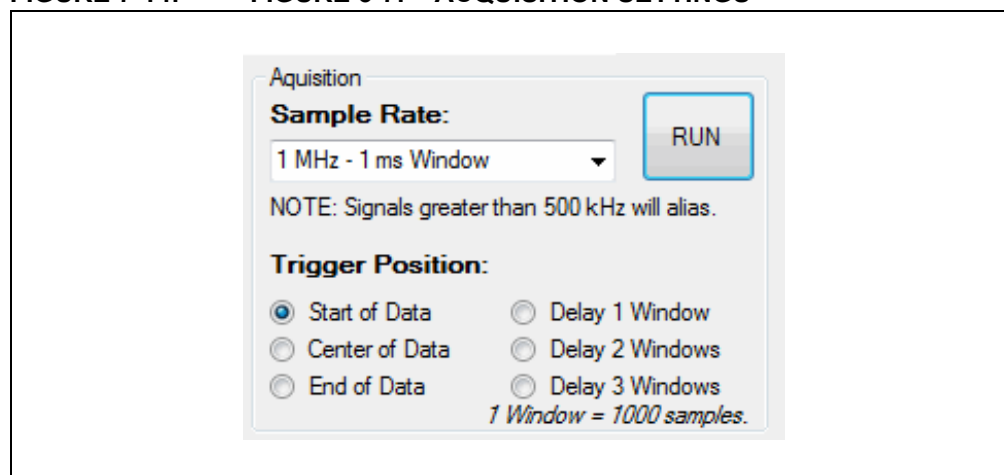 Aquisition
Sample Rate:
RUN
1 MHz - 1 ms Window
NOTE: Signals greater than 500 kHz will alias.
Trigger Position:
Start of Data
Delay 1 Window
Center of Data
Delay 2 Windows
End of Data
Delay 3 Windows
1 Window = 1000 samples.